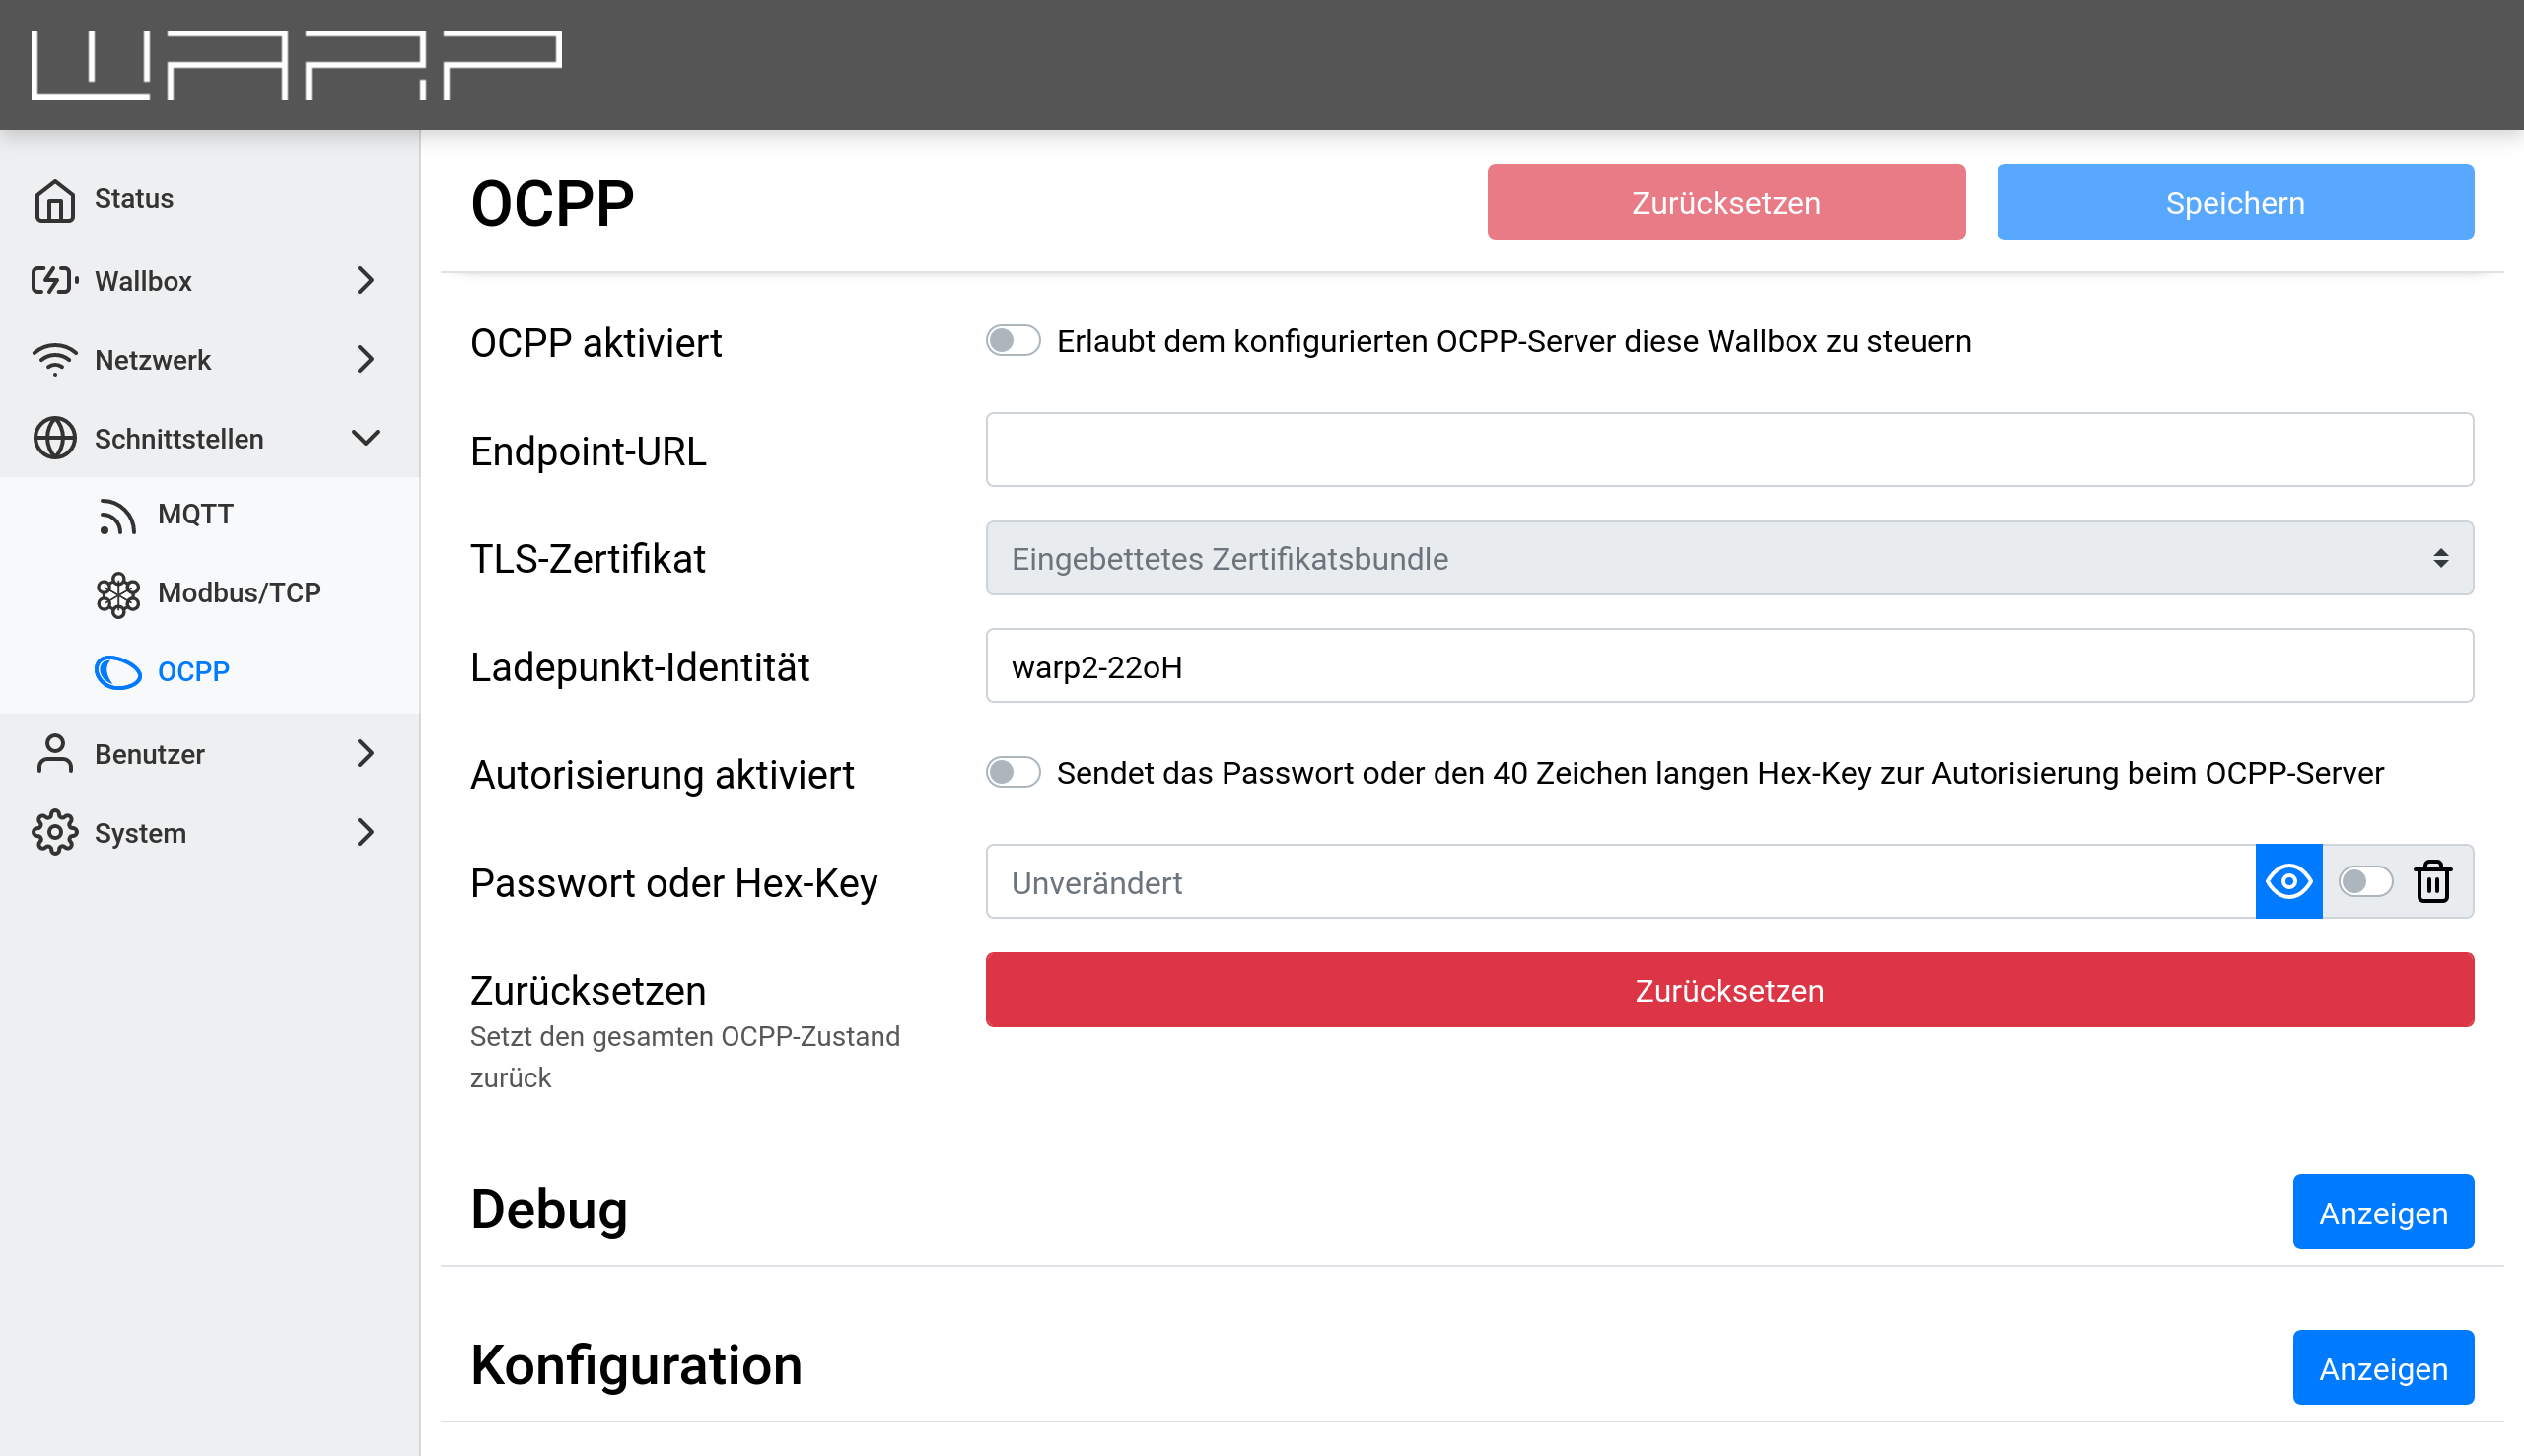 WARP
Status
Wallbox
Netzwerk
Schnittstellen
MQTT
Modbus/TCP
OCPP
Benutzer
System
OCPP
Zurücksetzen
Speichern
OCPP aktiviert
Erlaubt dem konfigurierten OCPP-Server diese Wallbox zu steuern
Endpoint-URL
TLS-Zertifikat
Eingebettetes Zertifikatsbundle
Ladepunkt-Identität
warp2-22oH
Autorisierung aktiviert
Sendet das Passwort oder den 40 Zeichen langen Hex-Key zur Autorisierung beim OCPP-Server
Passwort oder Hex-Key
Unverändert
Zurücksetzen
Setzt den gesamten OCPP-Zustand
zurück
Zurücksetzen
Debug
Anzeigen
Konfiguration
Anzeigen